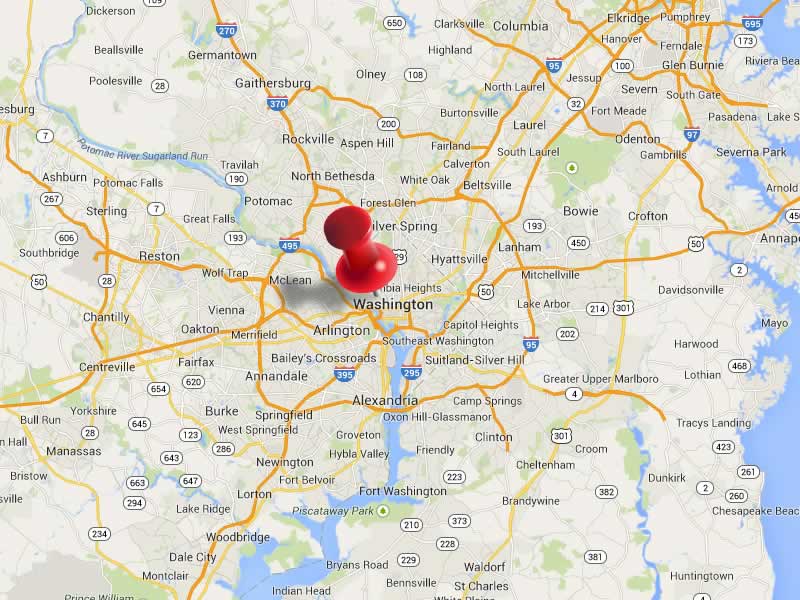 Dickerson
109
650
Clarksville
Columbia
Elkridge
Pumphrey
695
270
Hanover
173
Beallsville
Germantown
Highland
Ferndale
95
100
Glen Burnie
Riviera Bea
Poolesville
28
Gaithersburg
Olney
108
Jessup
Severn
North Laurel
South Gate
370
32
esburg
Burtonsville
Fort Meade
Pasadena
Lake S
7
200
Laurel
97
Rockville
Aspen Hill
Fairland
Odenton
Potomac River Sugarland Run
South Laurel
Gambrills
Severna Park
Travilah
Calverton
Ashburn
Potomac Falls
190
North Bethesda
White Oak
Beltsville
Arnold
267
Potomac
Forest Glen
Sterling
7
Great Falls
Bowie
Crofton
193
ilver Spring
193
606
495
29
450
50
Annapo
Southbridge
Reston
Hyattsville
Lanham
Wolf Trap
Mitchellville
2
50
28
McLean
bia Heights
50
Davidsonville
Washington
Lake Arbor
214
301
Chantilly
Vienna
Mayo
Oakton
Merrifield
Arlington
Capitol Heights
202
Southeast Washington
95
Harwood
Bailey's Crossroads
Suitland-Silver Hill
Centreville
Fairfax
468
Annandale
395
295
Greater Upper Marlboro
Lothian
654
620
4
Alexandria
Camp Springs
Yorkshire
Burke
Springfield
Oxon Hill-Glassmanor
Bull Run
645
Tracys Landing
28
123
West Springfield
Groveton
Clinton
301
n Hall
Manassas
286
Hybla Valley
Friendly
Croom
423
643
Newington
Cheltenham
261
Bristow
663
647
Fort Belvoir
223
Dunkirk
2
sville
294
Lorton
Fort Washington
382
260
Lake Ridge
Piscataway Park
Brandywine
Chesapeake Beac
373
210
234
Woodbridge
228
Dale City
229
381
Bryans Road
Waldorf
Montclair
Bennsville
Huntingtown
Indian Head
St Charles
Prince William
White Plains
4